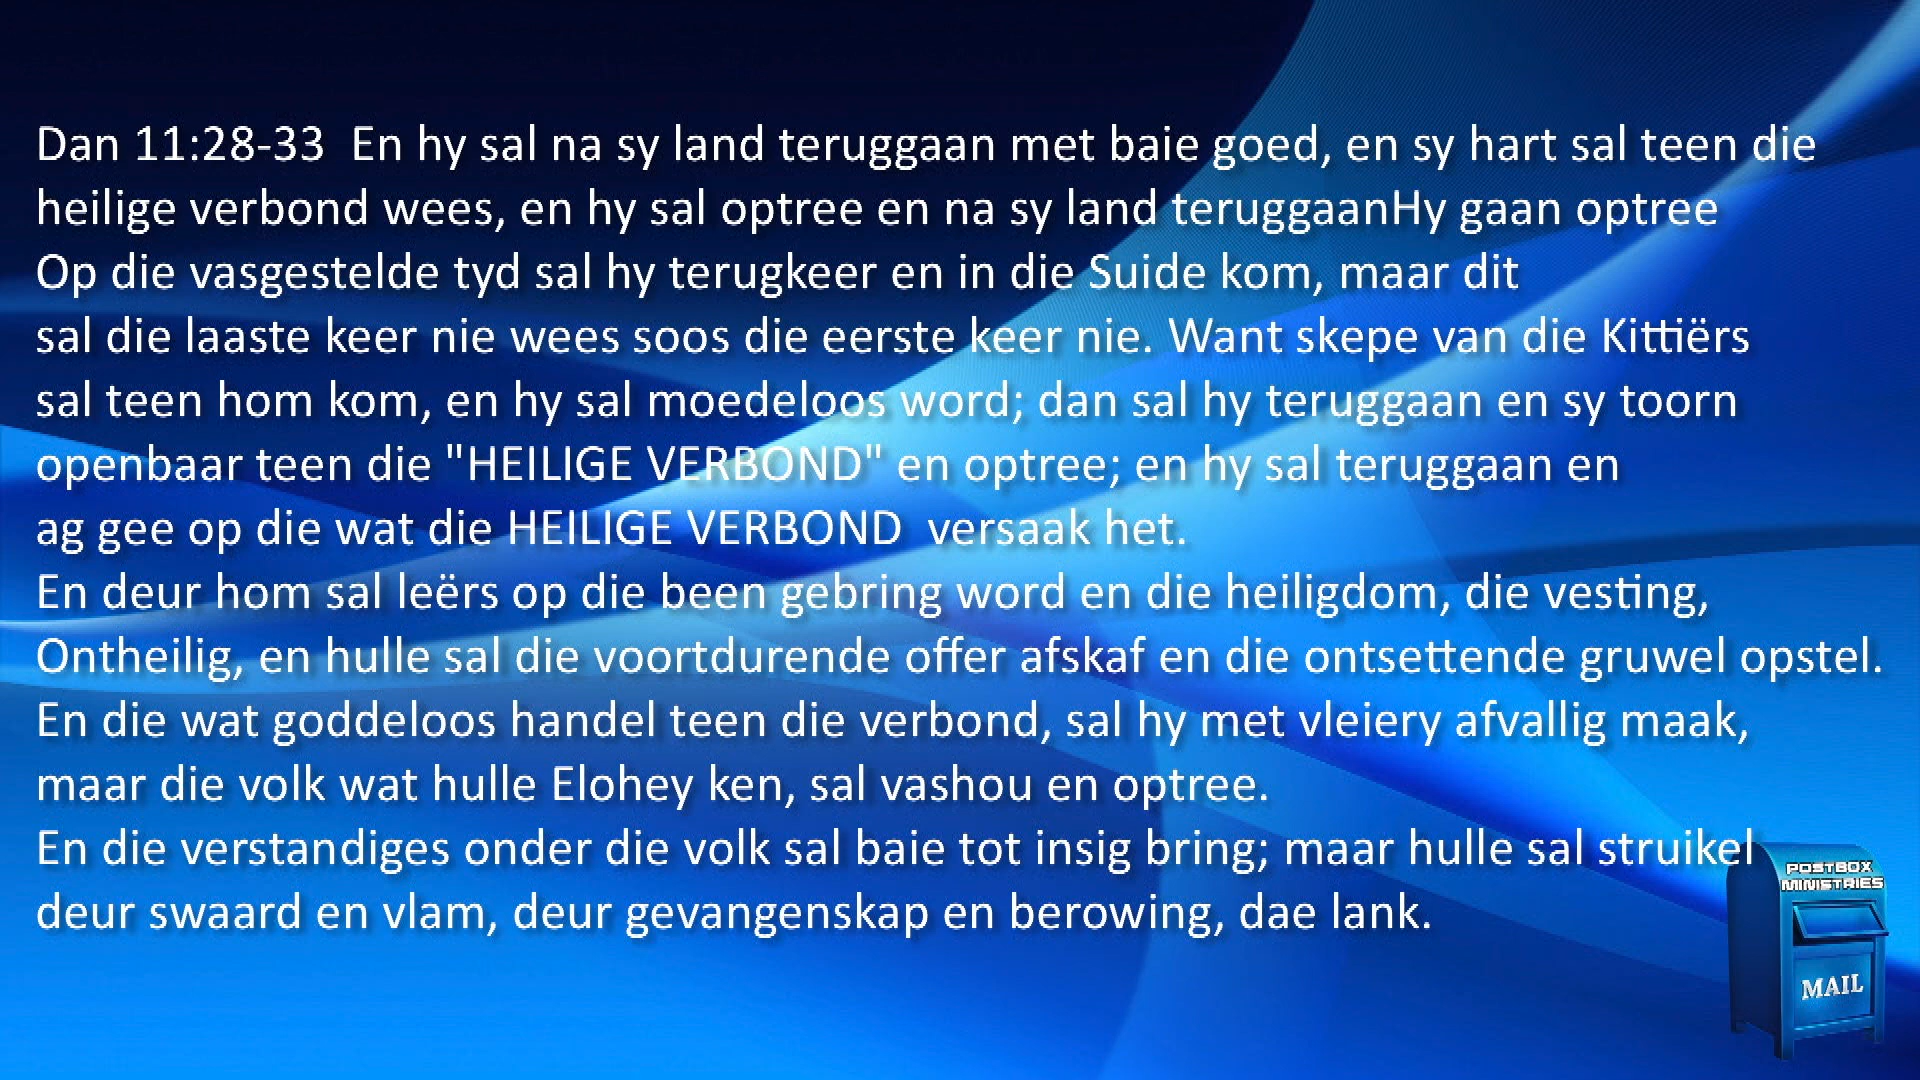 Dan 11:28-33  En hy sal na sy land teruggaan met baie goed, en sy hart sal teen die
heilige verbond wees, en hy sal optree en na sy land teruggaanHy gaan optree
Op die vasgestelde tyd sal hy terugkeer en in die Suide kom, maar dit
sal die laaste keer nie wees soos die eerste keer nie. Want skepe van die Kittiërs
sal teen hom kom, en hy sal moedeloos word; dan sal hy teruggaan en sy toorn
openbaar teen die "HEILIGE VERBOND" en optree; en hy sal teruggaan en
ag gee op die wat die HEILIGE VERBOND  versaak het.
En deur hom sal leërs op die been gebring word en die heiligdom, die vesting,
Ontheilig, en hulle sal die voortdurende offer afskaf en die ontsettende gruwel opstel.
En die wat goddeloos handel teen die verbond, sal hy met vleiery afvallig maak,
maar die volk wat hulle Elohey ken, sal vashou en optree.
En die verstandiges onder die volk sal baie tot insig bring; maar hulle sal struikel
deur swaard en vlam, deur gevangenskap en berowing, dae lank.
POSTBOX
MINISTRIES
MAIL